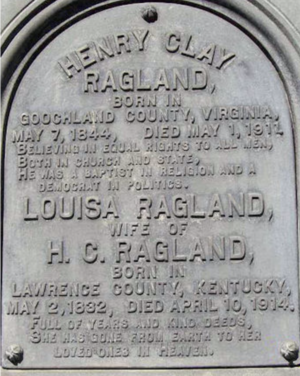 HENRY CLAY
RAGLAND,
BORN IN
GOOCHLAND COUNTY, VIRGINIA,
MAY 7, 1844, DIED MAY 1, 1911.
BELIEVING IN EQUAL RIGHTS TO ALL MEN,
BOTH IN CHURCH AND STATE,
HE WAS A BAPTIST IN RELIGION AND A
DEMOCRAT IN POLITICS.
LOUISA RAGLAND,
WIFE OF
H. C. RAGLAND,
BORN IN
LAWRENCE COUNTY, KENTUCKY,
MAY 2, 1832, DIED APRIL 10, 1914.
FULL OF YEARS AND KIND DEEDS,
SHE HAS GONE FROM EARTH TO HER
LOVED ONES IN HEAVEN.